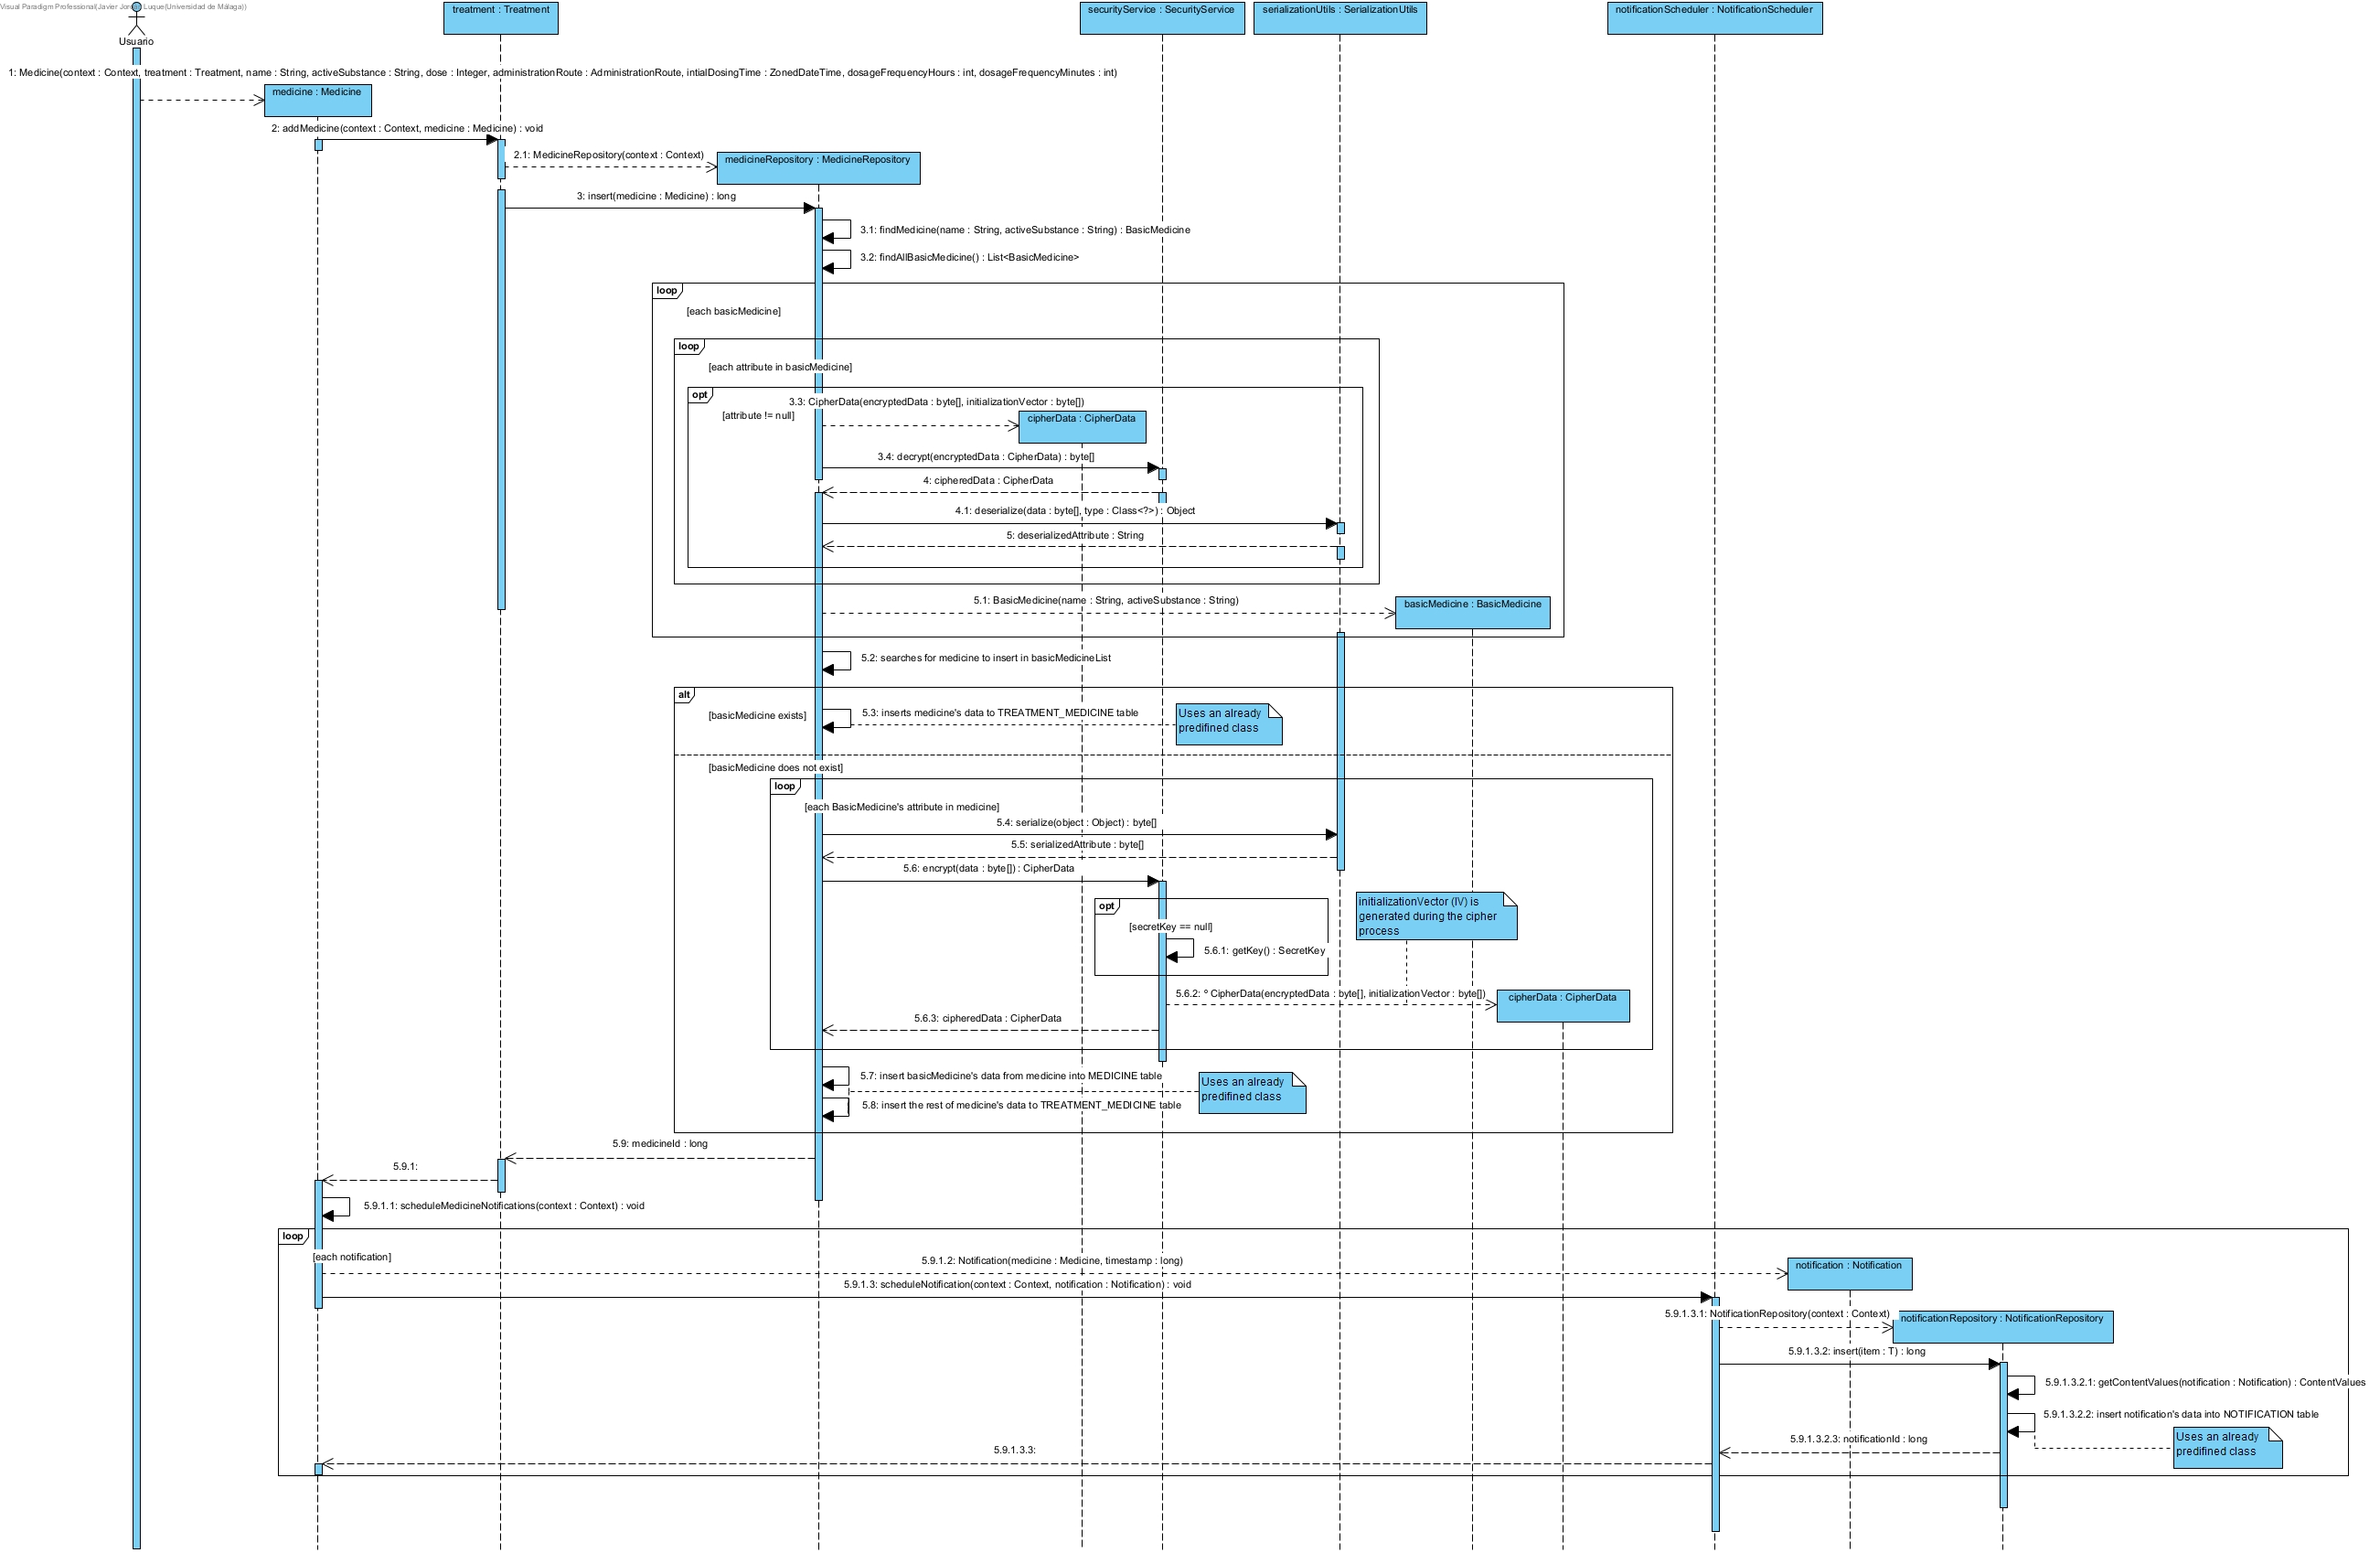 Visual Paradigm Professional(Javier Jordán Luque(Universidad de Málaga))
treatment : Treatment
securityService : SecurityService
serializationUtils : SerializationUtils
notificationScheduler : NotificationScheduler
Usuario
1: Medicine(context : Context, treatment : Treatment, name : String, activeSubstance : String, dose : Integer, administrationRoute : AdministrationRoute, intialDosingTime : ZonedDateTime, dosageFrequencyHours : int, dosageFrequencyMinutes : int)
medicine : Medicine
2: addMedicine(context : Context, medicine : Medicine) : void
2.1: MedicineRepository(context : Context)
medicineRepository : MedicineRepository
3: insert(medicine : Medicine) : long
3.1: findMedicine(name : String, activeSubstance : String) : BasicMedicine
3.2: findAllBasicMedicine() : List<BasicMedicine>
loop
[each basicMedicine]
loop
[each attribute in basicMedicine]
opt
3.3: CipherData(encryptedData : byte[], initializationVector : byte[])
[attribute != null]
cipherData : CipherData
3.4: decrypt(encryptedData : CipherData) : byte[]
4: cipheredData : CipherData
4.1: deserialize(data : byte[], type : Class<?>) : Object
5: deserializedAttribute : String
5.1: BasicMedicine(name : String, activeSubstance : String)
basicMedicine : BasicMedicine
5.2: searches for medicine to insert in basicMedicineList
alt
[basicMedicine exists]
5.3: inserts medicine's data to TREATMENT_MEDICINE table
Uses an already
predifined class
[basicMedicine does not exist]
loop
[each BasicMedicine's attribute in medicine]
5.4: serialize(object : Object) : byte[]
5.5: serializedAttribute : byte[]
5.6: encrypt(data : byte[]) : CipherData
opt
[secretKey == null]
5.6.1: getKey() : SecretKey
initializationVector (IV) is
generated during the cipher
process
5.6.2: º CipherData(encryptedData : byte[], initializationVector : byte[])
cipherData : CipherData
5.6.3: cipheredData : CipherData
5.7: insert basicMedicine's data from medicine into MEDICINE table
Uses an already
predifined class
5.8: insert the rest of medicine's data to TREATMENT_MEDICINE table
5.9: medicineId : long
5.9.1:
5.9.1.1: scheduleMedicineNotifications(context : Context) : void
loop
[each notification]
5.9.1.2: Notification(medicine : Medicine, timestamp : long)
notification : Notification
5.9.1.3: scheduleNotification(context : Context, notification : Notification) : void
5.9.1.3.1: NotificationRepository(context : Context)
notificationRepository : NotificationRepository
5.9.1.3.2: insert(item : T) : long
5.9.1.3.2.1: getContentValues(notification : Notification) : ContentValues
5.9.1.3.2.2: insert notification's data into NOTIFICATION table
Uses an already
predifined class
5.9.1.3.2.3: notificationId : long
5.9.1.3.3: